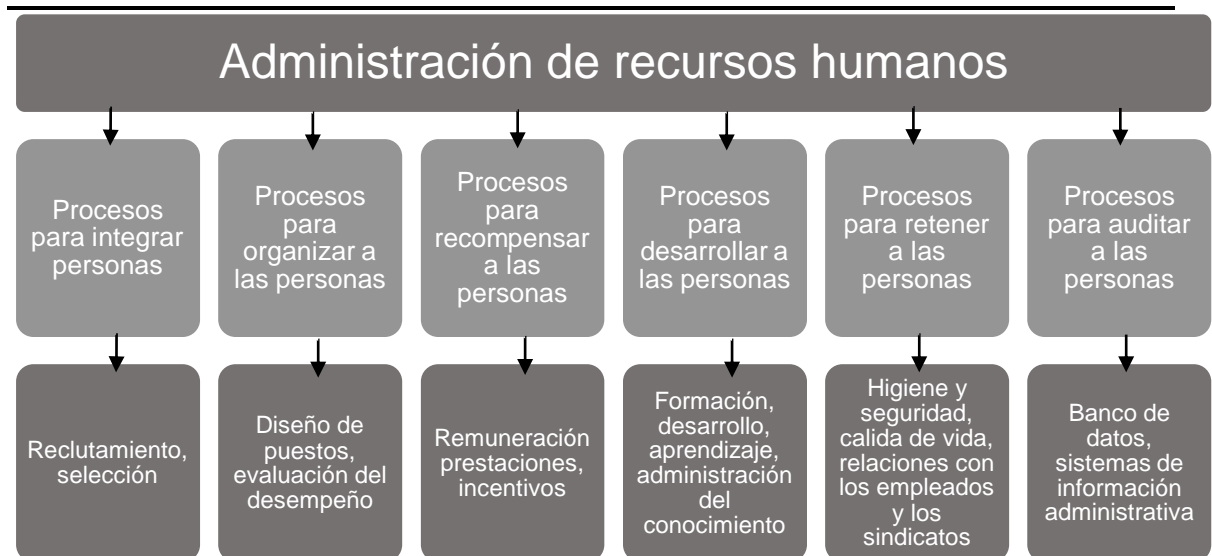 Administración de recursos humanos
Procesos
para integrar
personas
Procesos
para
organizar a
las personas
Procesos
para
recompensar
a las
personas
Procesos
para
desarrollar a
las personas
Procesos
para retener
a las
personas
Procesos
para auditar
a las
personas
Reclutamiento,
selección
Diseño de
puestos,
evaluación del
desempeño
Remuneración
prestaciones,
incentivos
Formación,
desarrollo,
aprendizaje,
administración
del
conocimiento
Higiene y
seguridad,
calida de vida,
relaciones con
los empleados
y los
sindicatos
Banco de
datos,
sistemas de
información
administrativa